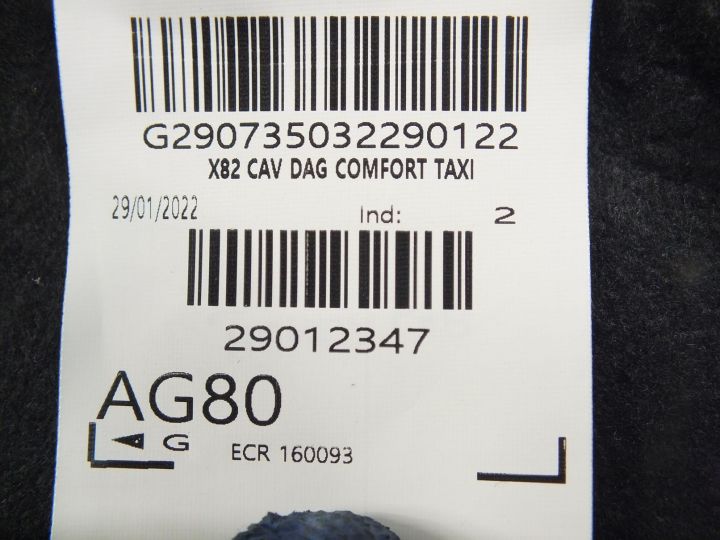 G290735032290122
X82 CAV DAG COMFORT TAXI
29/01/2022 Ind: 2
29012347
AG80
G ECR 160093